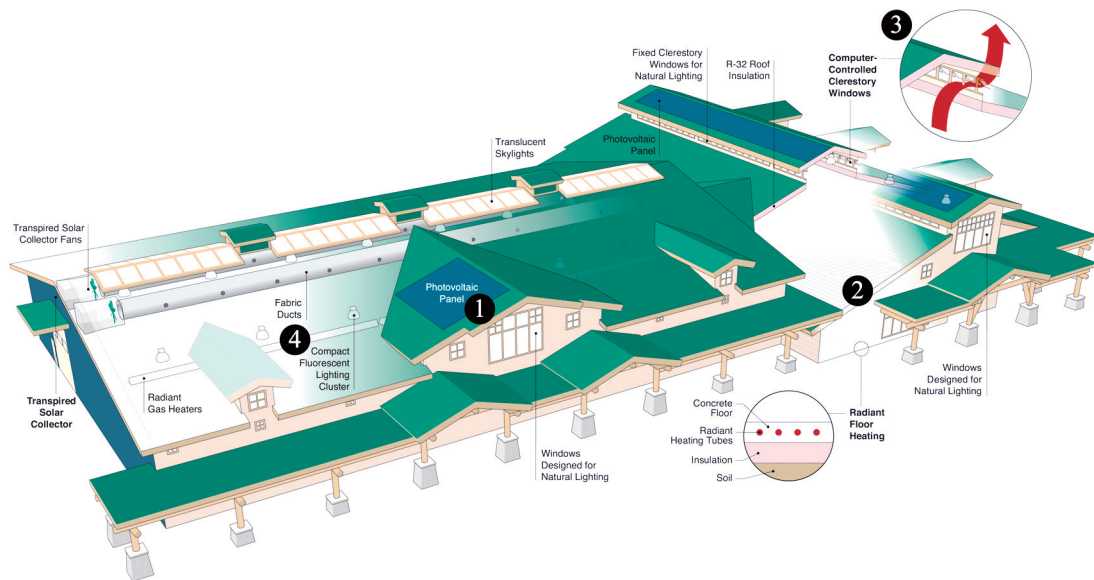 3
Computer-
Controlled
Clerestory
Windows
Fixed Clerestory
Windows for
Natural Lighting
R-32 Roof
Insulation
Photovoltaic
Panel
Translucent
Skylights
Transpired Solar
Collector Fans
Fabric
Ducts
Photovoltaic
Panel
1
2
4
Compact
Fluorescent
Lighting
Cluster
Radiant
Gas Heaters
Transpired
Solar
Collector
Windows
Designed for
Natural Lighting
Windows
Designed for
Natural Lighting
Concrete
Floor
Radiant
Heating Tubes
Insulation
Soil
Radiant
Floor
Heating